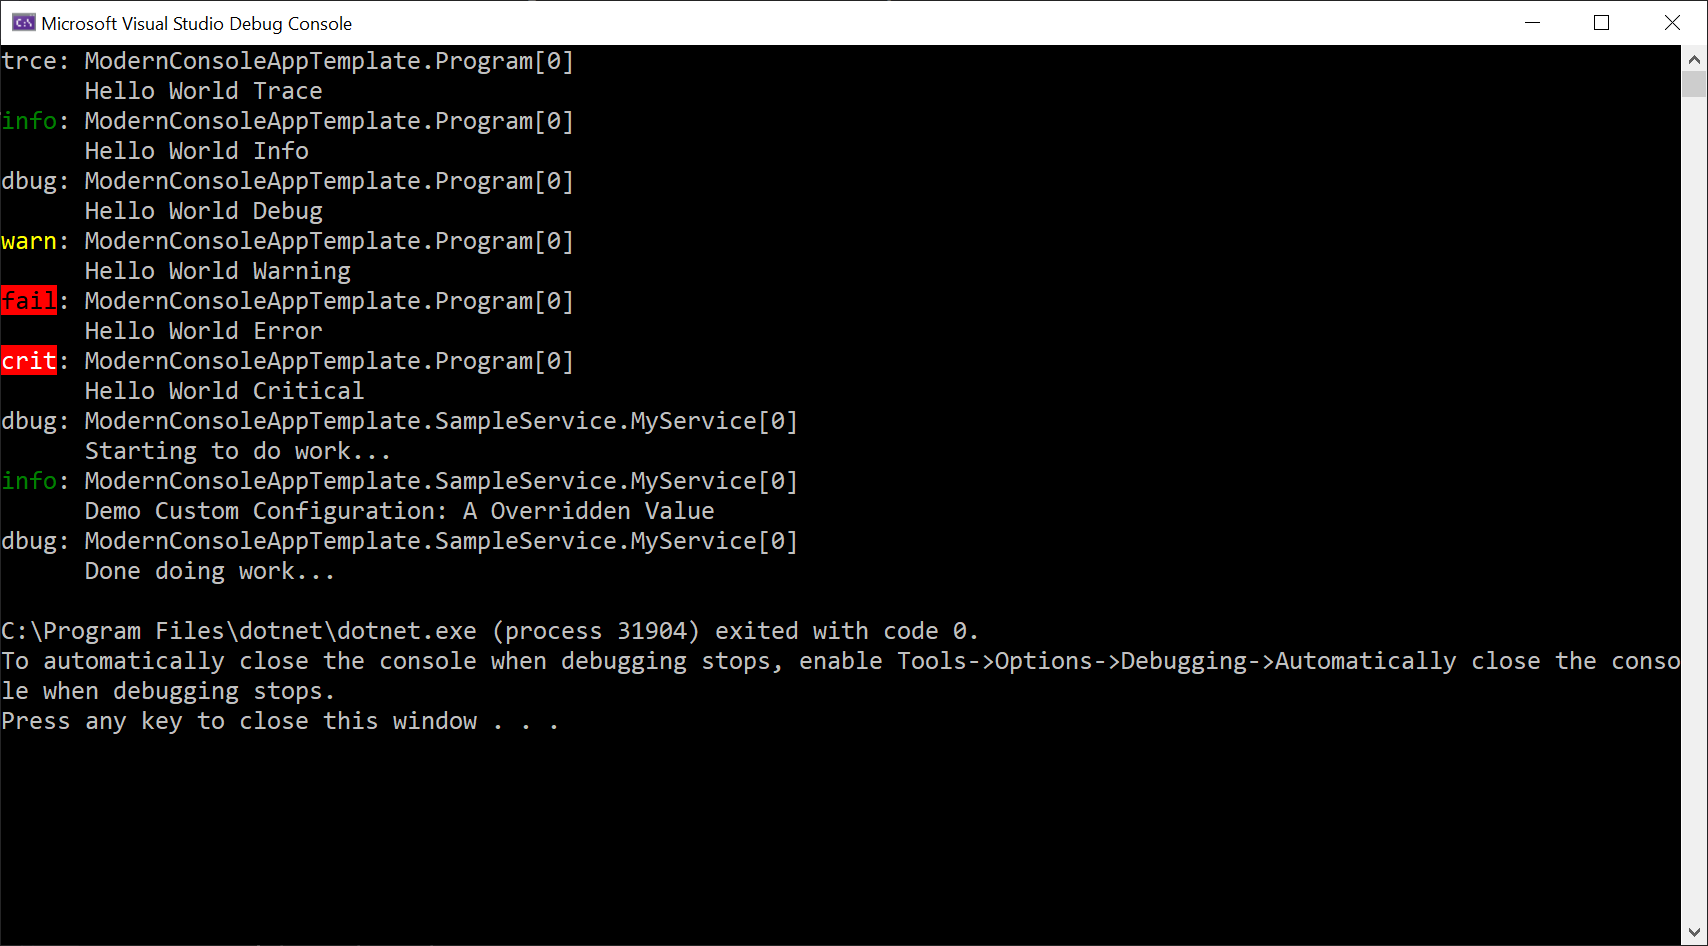 Microsoft Visual Studio Debug Console
trce: ModernConsoleAppTemplate.Program[0]
      Hello World Trace
info: ModernConsoleAppTemplate.Program[0]
      Hello World Info
dbug: ModernConsoleAppTemplate.Program[0]
      Hello World Debug
warn: ModernConsoleAppTemplate.Program[0]
      Hello World Warning
fail: ModernConsoleAppTemplate.Program[0]
      Hello World Error
crit: ModernConsoleAppTemplate.Program[0]
      Hello World Critical
dbug: ModernConsoleAppTemplate.SampleService.MyService[0]
      Starting to do work...
info: ModernConsoleAppTemplate.SampleService.MyService[0]
      Demo Custom Configuration: A Overridden Value
dbug: ModernConsoleAppTemplate.SampleService.MyService[0]
      Done doing work...

C:\Program Files\dotnet\dotnet.exe (process 31904) exited with code 0.
To automatically close the console when debugging stops, enable Tools->Options->Debugging->Automatically close the conso
le when debugging stops.
Press any key to close this window . . .